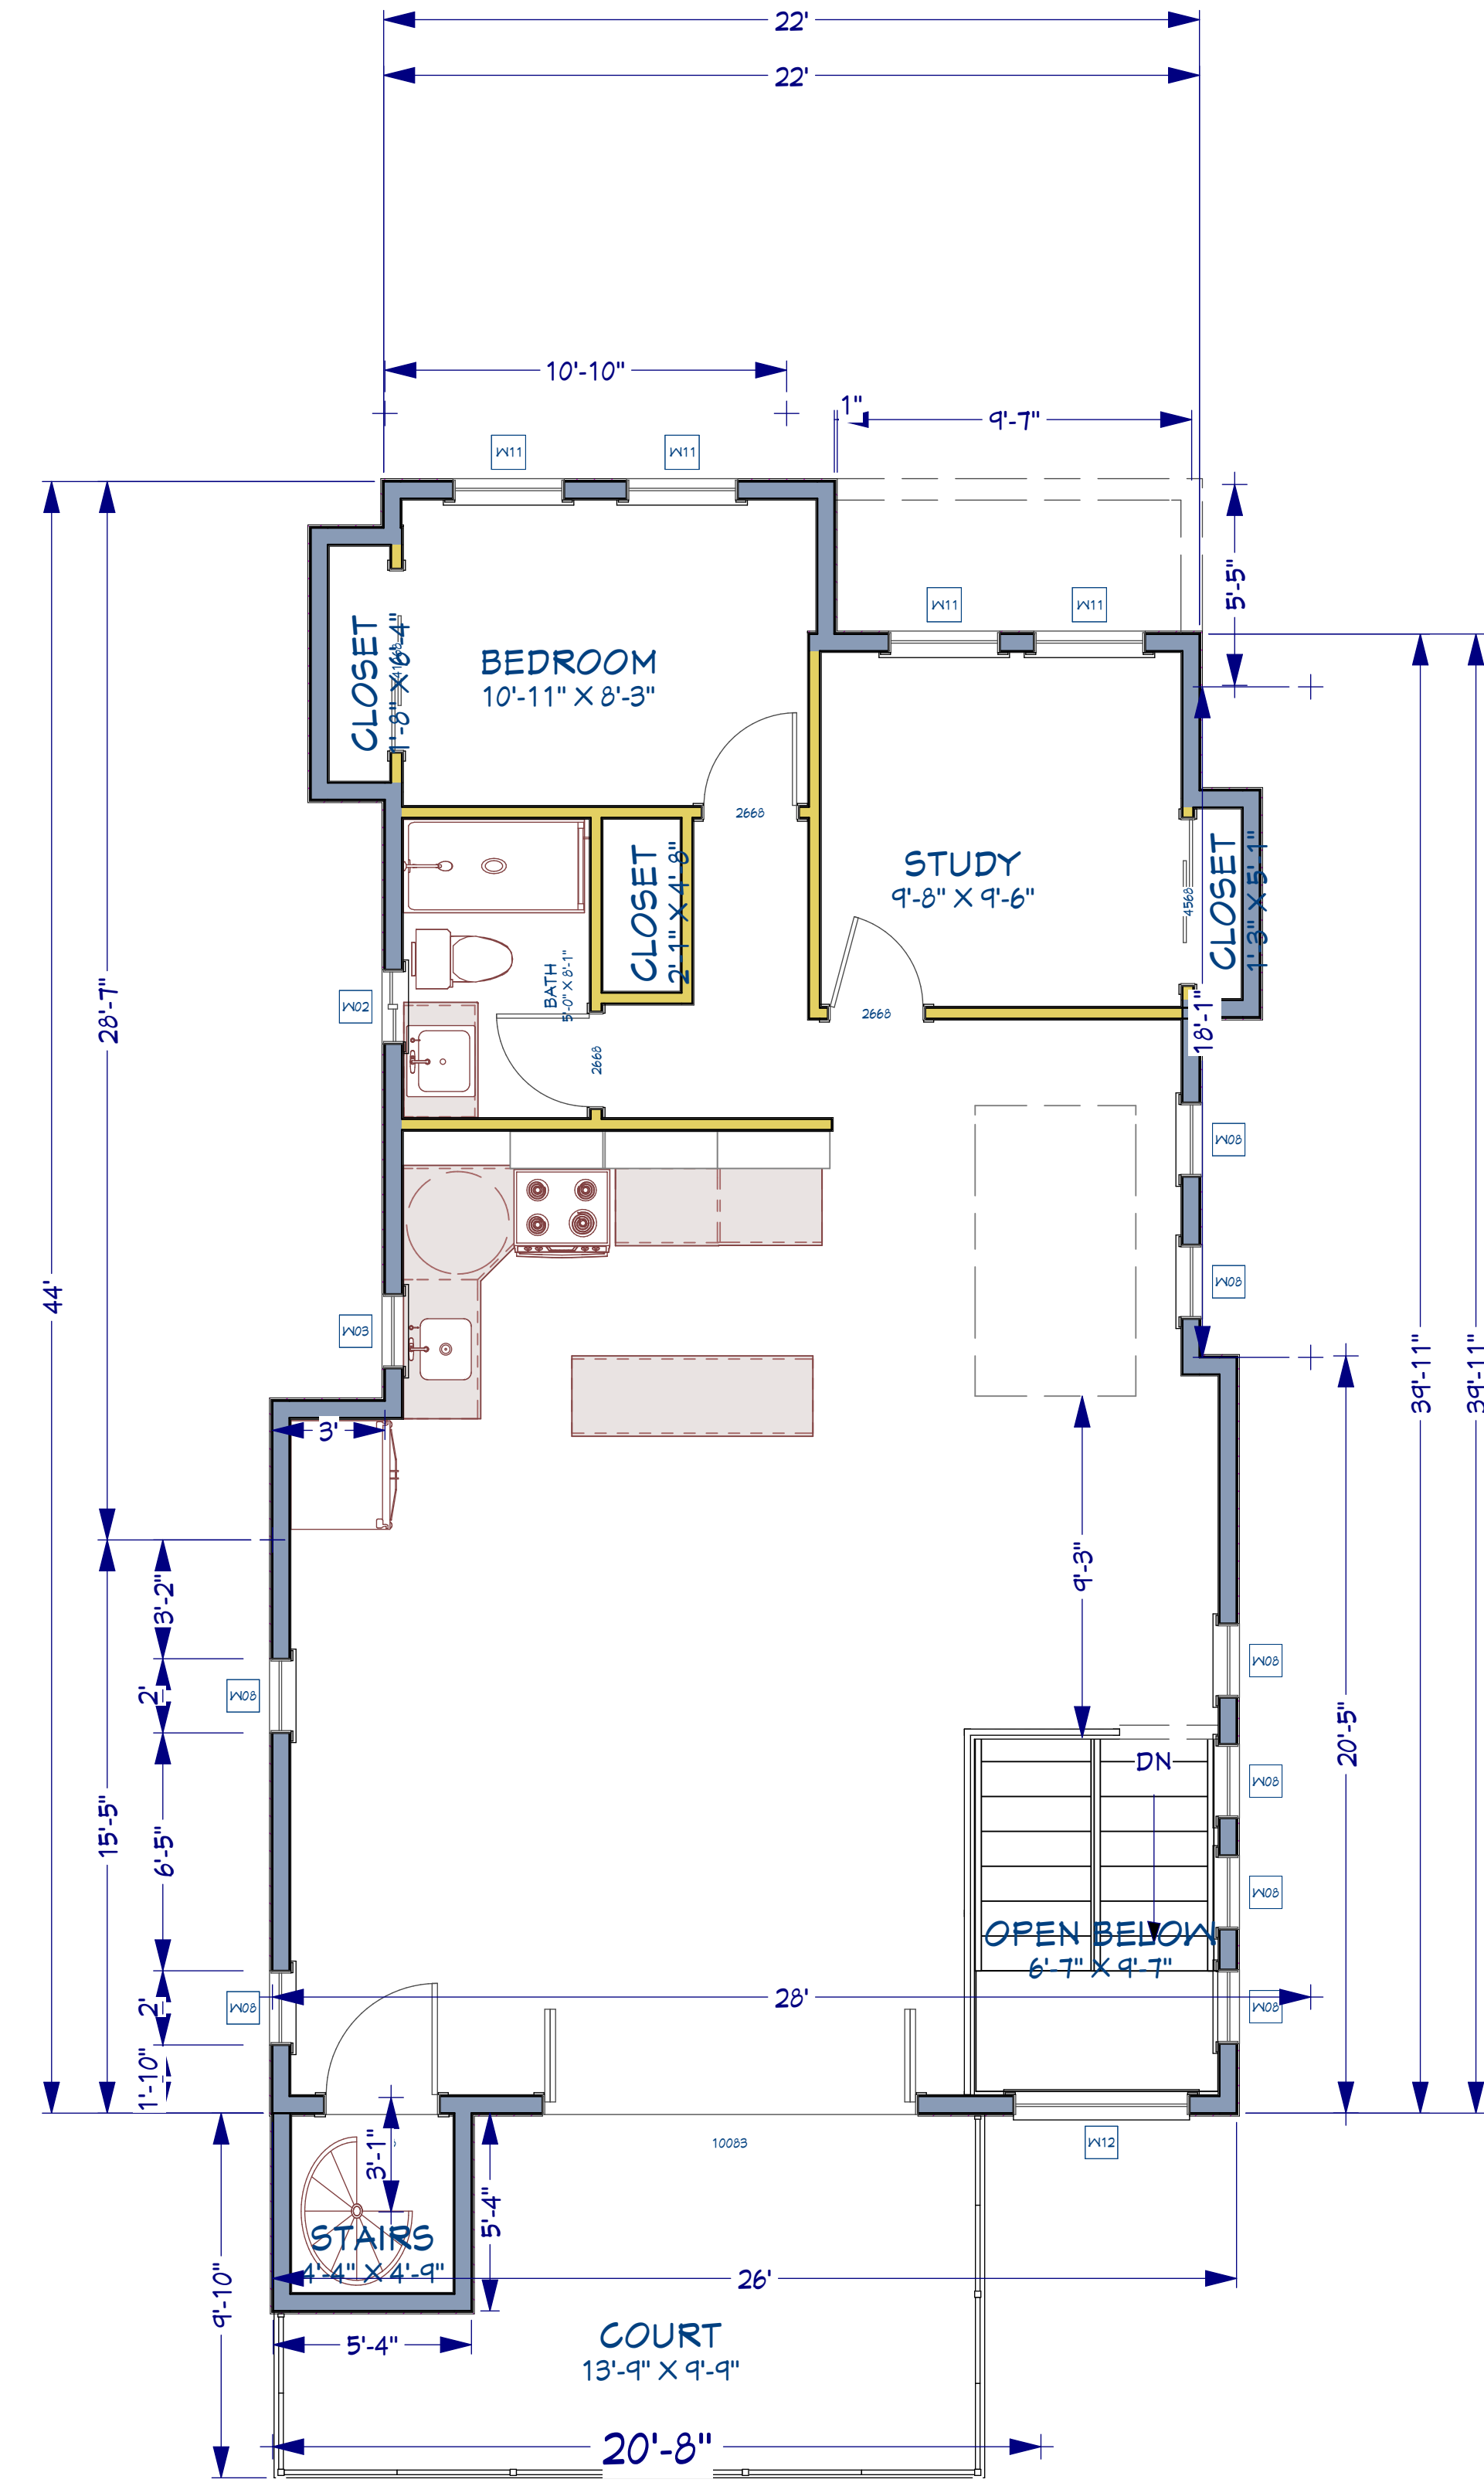 22'
22'
10'-10"
1"
9'-7"
W11
W11
5'-5"
W11
W11
CLOSET
1'-8" X 6'-4"
BEDROOM
10'-11" X 8'-3"
2668
STUDY
9'-8" X 9'-6"
CLOSET
2'-1" X 4'-8"
4568
CLOSET
1'-3" X 5'-1"
BATH
5'-0" X 8'-1"
28'-7"
W02
2668
2668
18'-1"
W08
W08
44'
W03
39'-11"
39'-11"
3'
9'-3"
3'-2"
W08
2'
W08
20'-5"
DN
W08
15'-5"
6'-5"
W08
OPEN BELOW
6'-7" X 9'-7"
28'
2'
W08
W08
1'-10"
10083
W12
3'-1"
5'-4"
STAIRS
4'-4" X 4'-9"
26'
9'-10"
5'-4"
COURT
13'-9" X 9'-9"
20'-8"